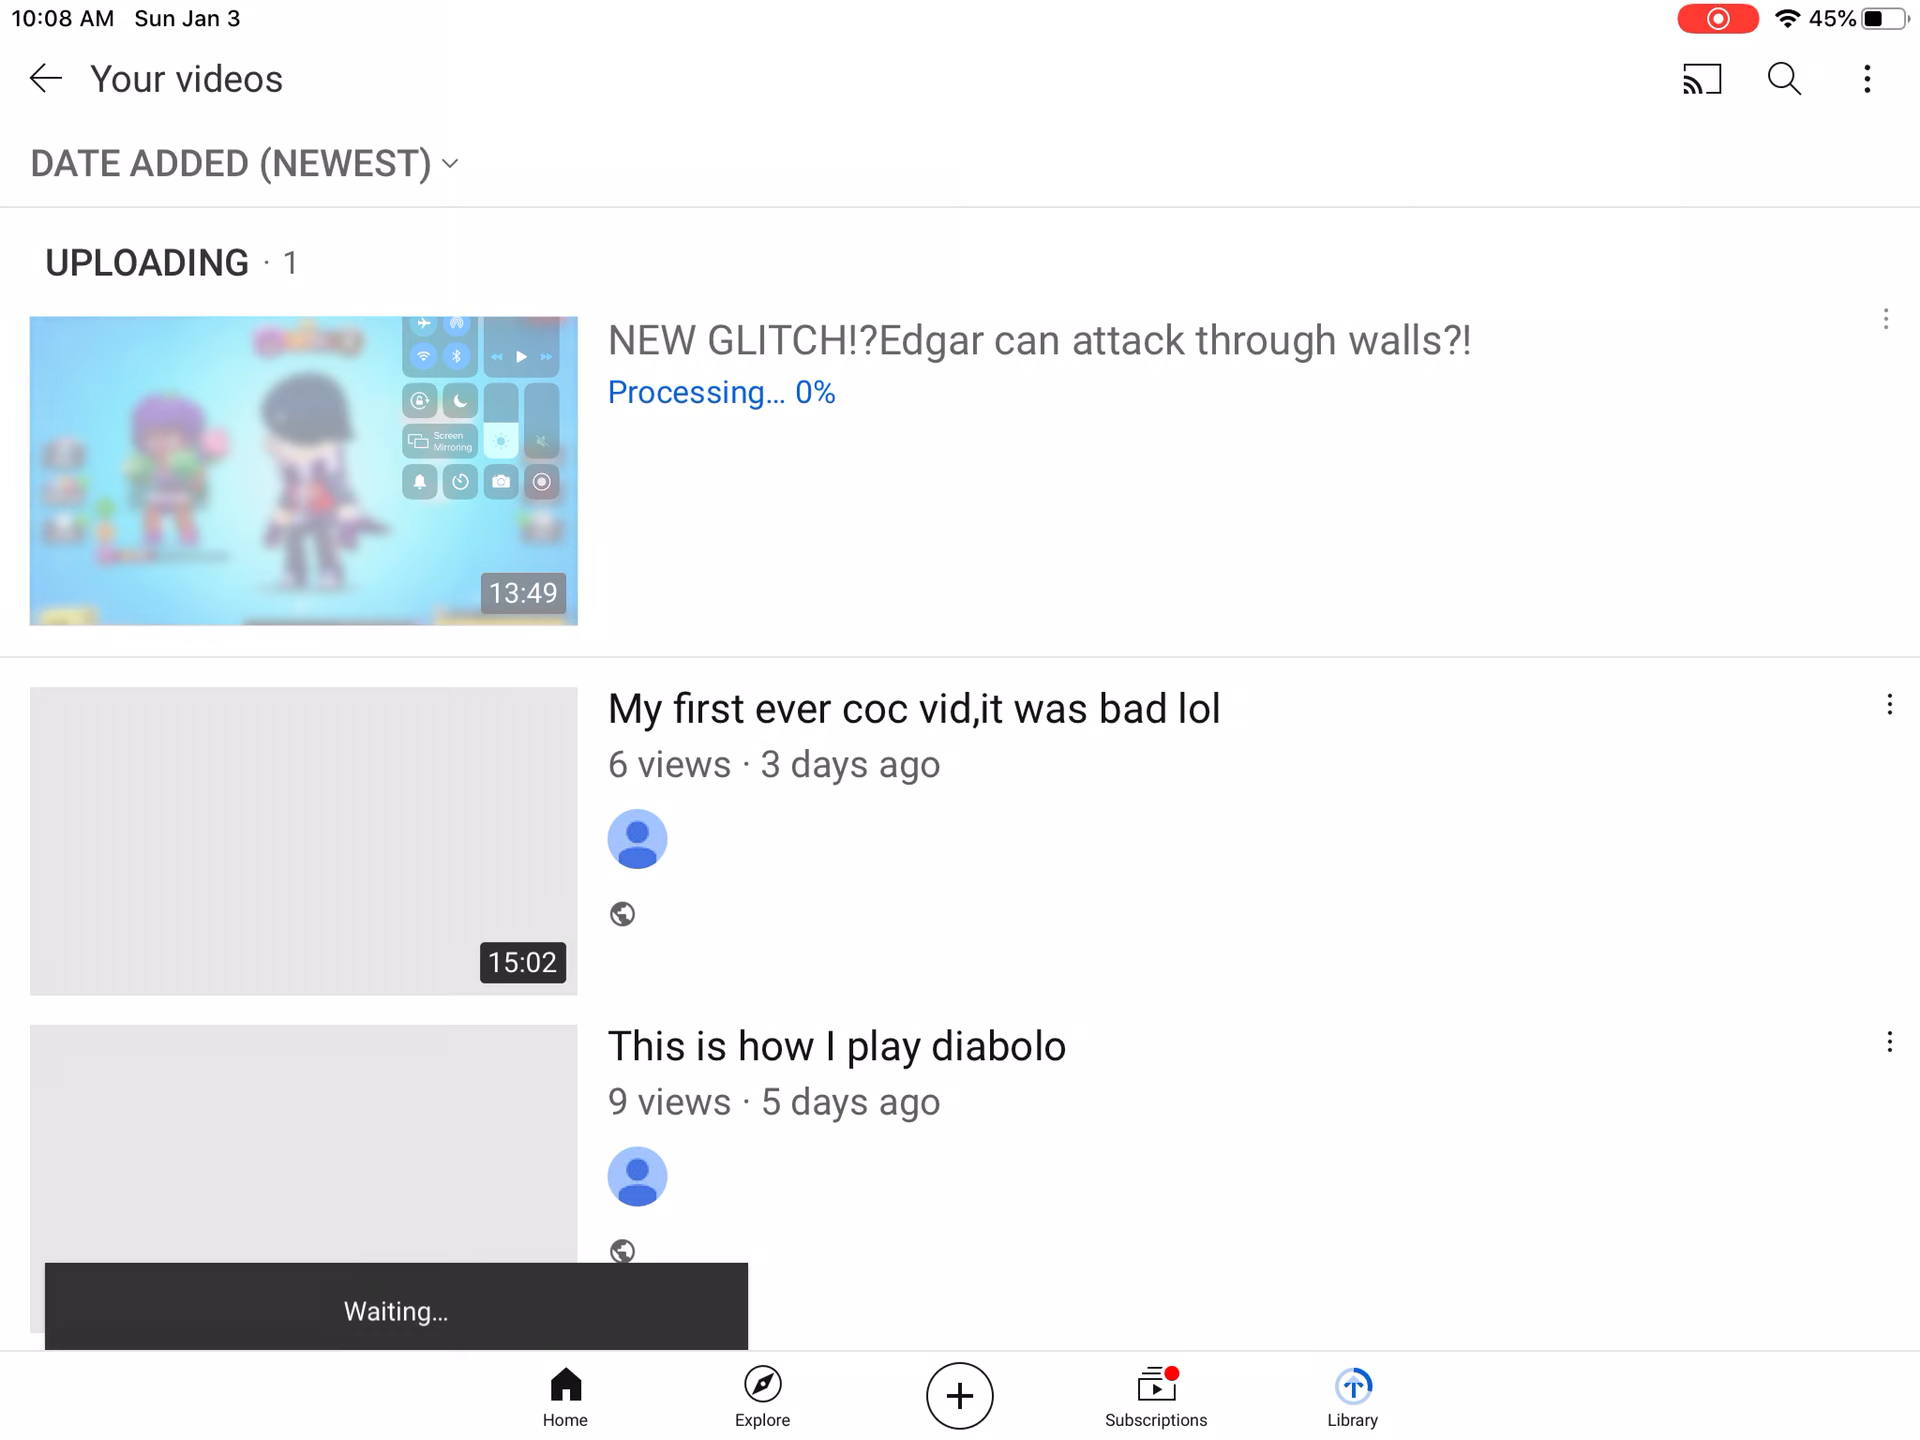 10:08 AM Sun Jan 3
45%
Your videos
DATE ADDED (NEWEST)
UPLOADING · 1
NEW GLITCH!?Edgar can attack through walls?!
Processing... 0%
Screen
Mirroring
13:49
My first ever coc vid,it was bad lol
6 views · 3 days ago
15:02
This is how I play diabolo
9 views · 5 days ago
Waiting...
Home
Explore
Subscriptions
Library